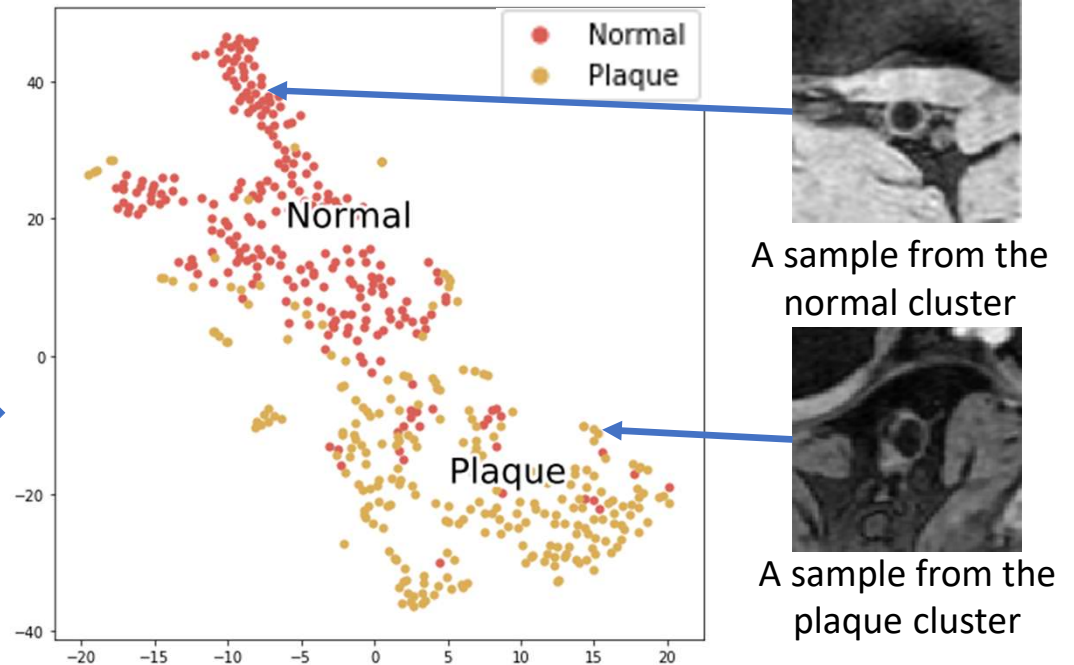 Normal
Plaque
40
20
0
−20
−40
Normal
Plaque
−20
−15
−10
−5
0
5
10
15
20
A sample from the
normal cluster
A sample from the
plaque cluster